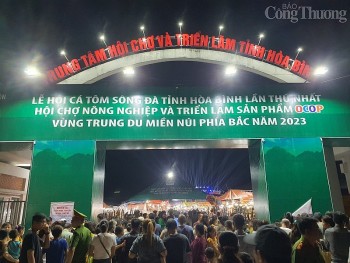 BÁO
Công Thương
TRUNG TÂM HỘI CHỢ VÀ TRIỂN LÃM TỈNH HÒA BÌNH
LỄ HỘI CÁ TÔM SÔNG ĐÀ TỈNH HÒA BÌNH LẦN THỨ NHẤT
HỘI CHỢ NÔNG NGHIỆP VÀ TRIỂN LÃM SẢN PHẨM OCOP
VÙNG TRUNG DU MIỀN NÚI PHÍA BẮC NĂM 2023